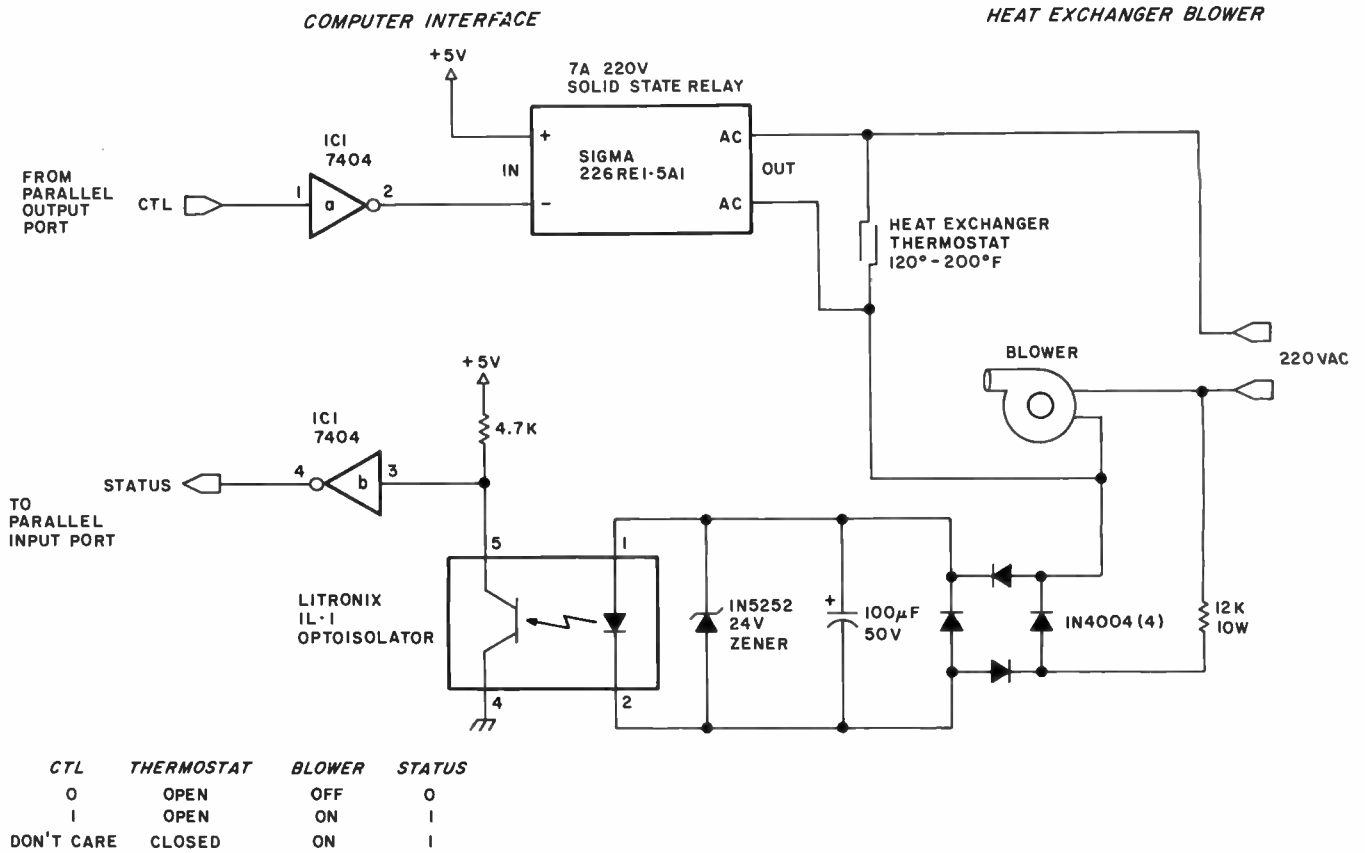 COMPUTER INTERFACE
HEAT EXCHANGER BLOWER
+5V
7A 220V
SOLID STATE RELAY
IC1
7404
FROM
PARALLEL
OUTPUT
PORT
CTL
1
a
2
+
IN
-
SIGMA
226RE1-5A1
AC
OUT
AC
HEAT EXCHANGER
THERMOSTAT
120°-200°F
BLOWER
220VAC
+5V
4.7K
IC1
7404
STATUS
4
b
3
TO
PARALLEL
INPUT PORT
5
1
LITRONIX
IL-1
OPTOISOLATOR
4
2
1N5252
24V
ZENER
+
100µF
50V
1N4004(4)
12K
10W
CTL THERMOSTAT BLOWER STATUS
0 OPEN OFF 0
1 OPEN ON 1
DON'T CARE CLOSED ON 1